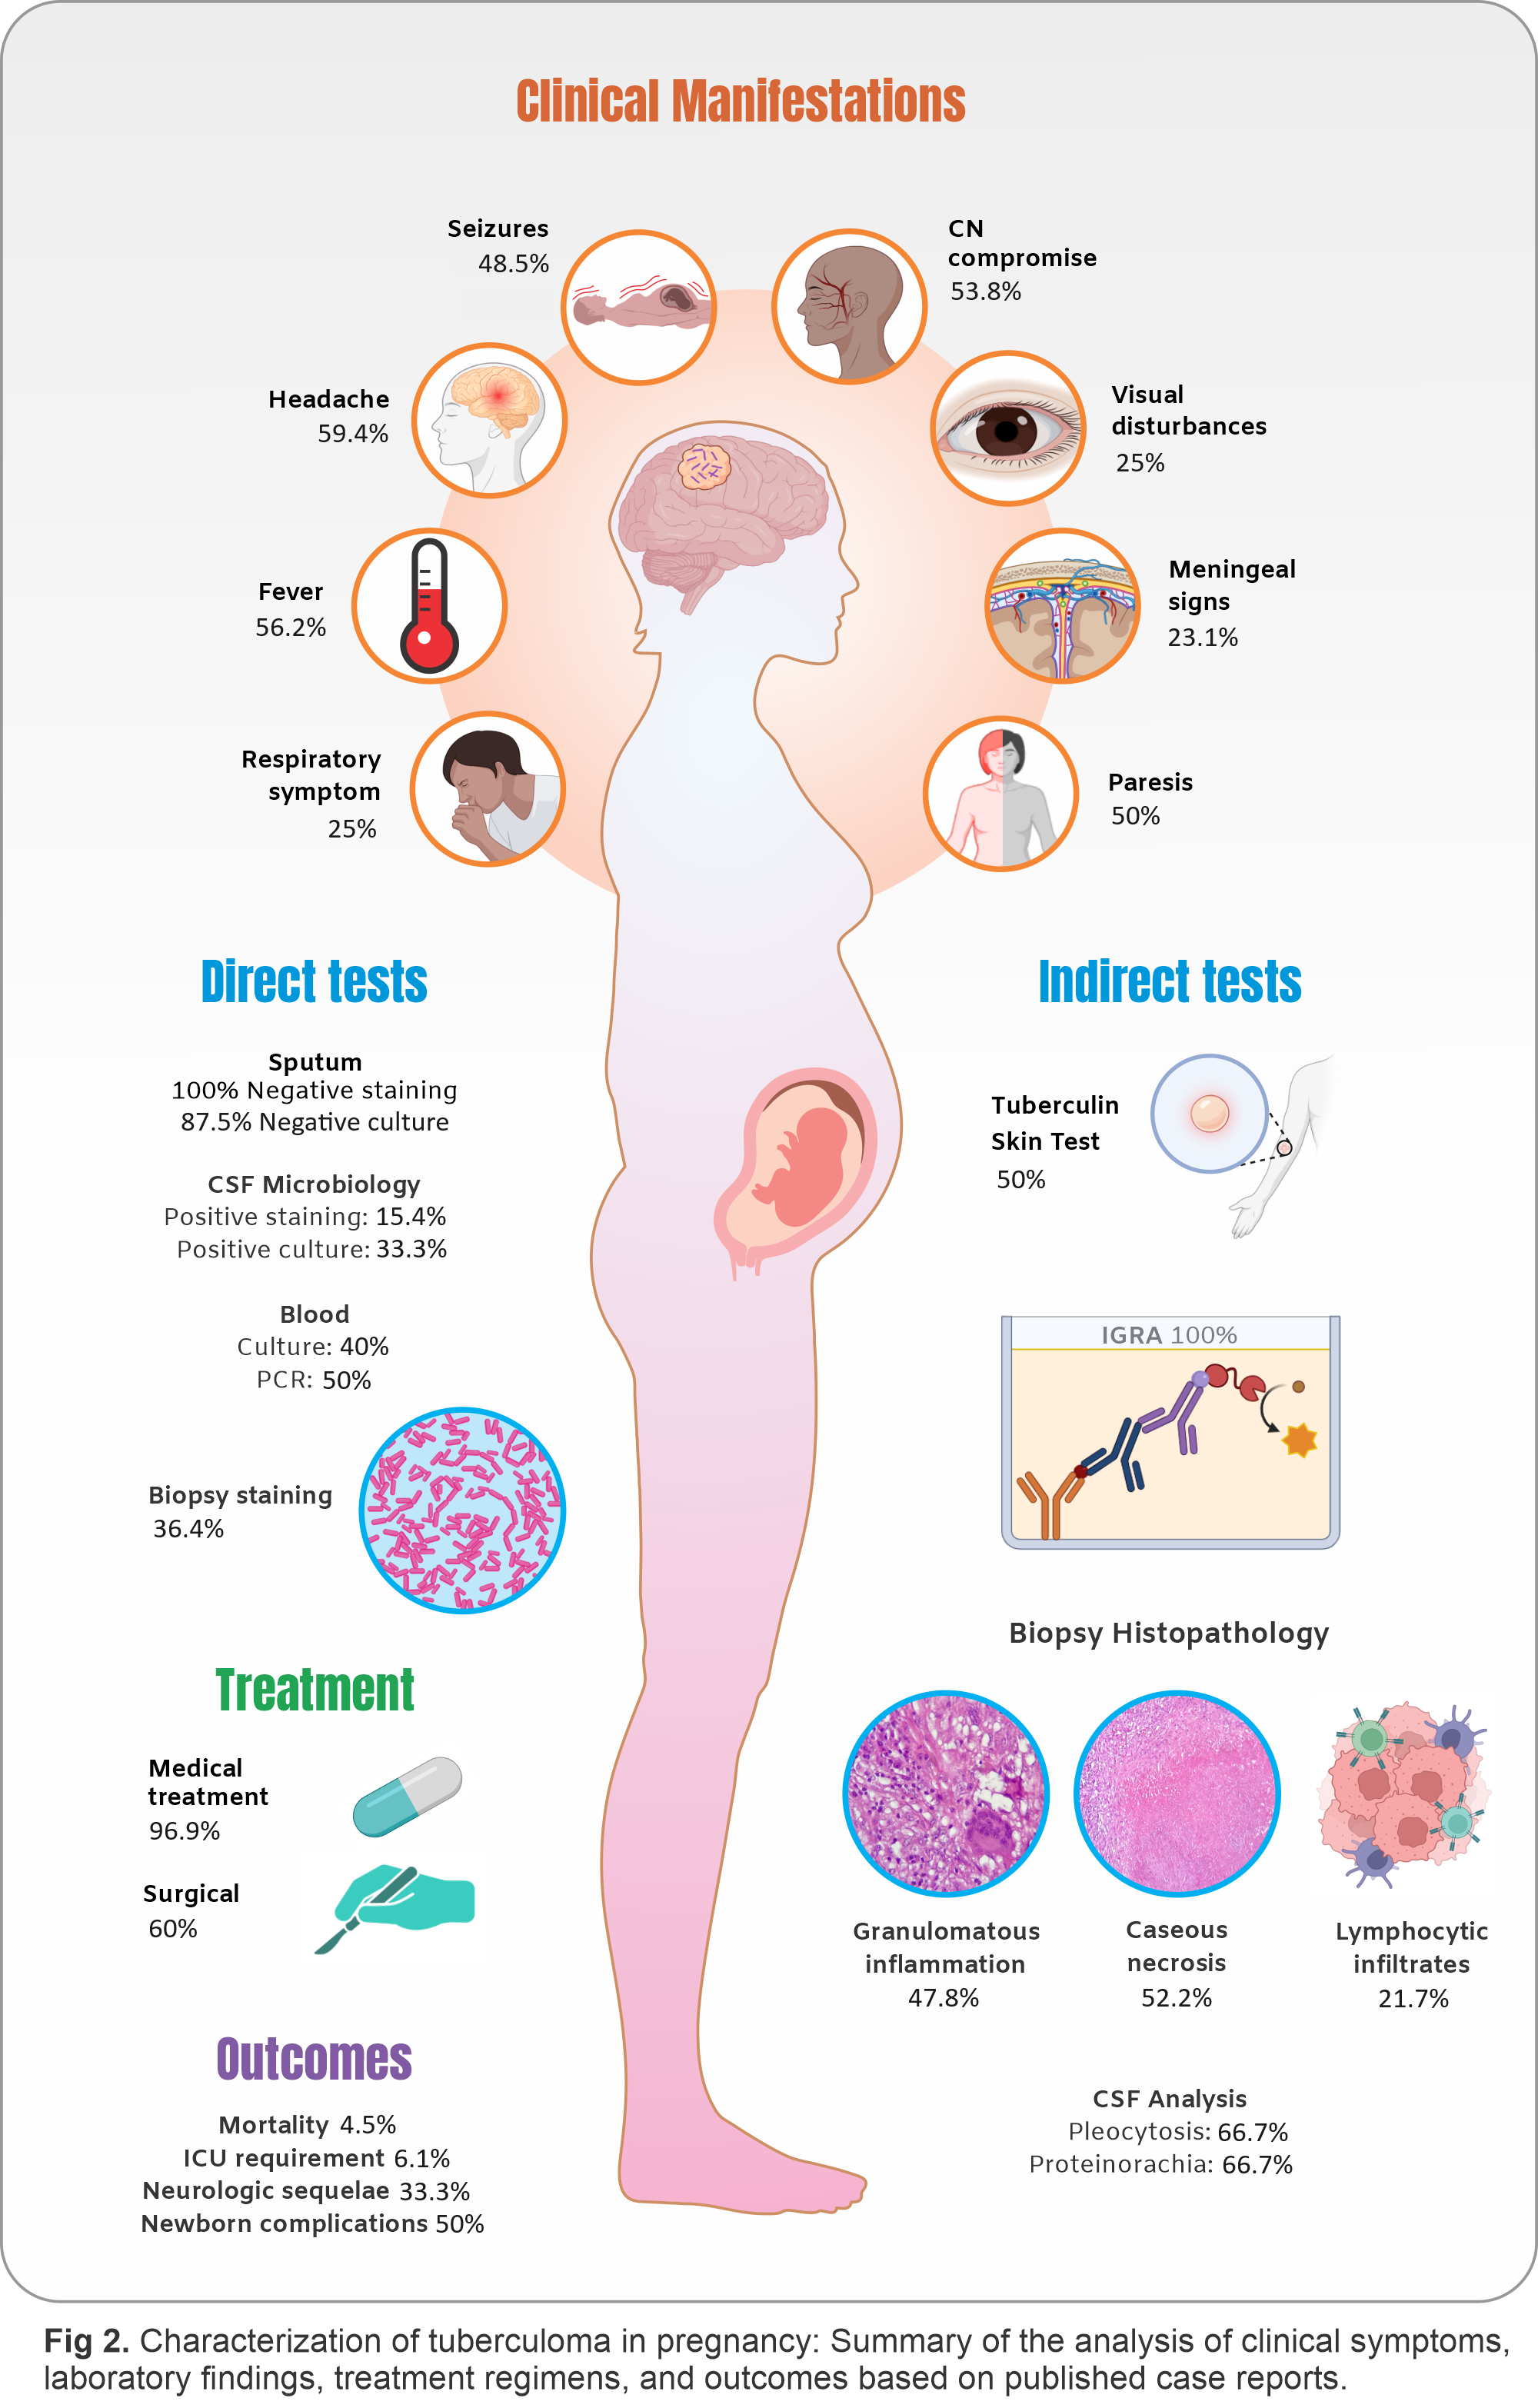 Clinical Manifestations
Seizures
48.5%
CN
compromise
53.8%
Headache
59.4%
Visual
disturbances
25%
Fever
56.2%
Meningeal
signs
23.1%
Respiratory
symptom
25%
Paresis
50%
Direct tests
Sputum
100% Negative staining
87.5% Negative culture
CSF Microbiology
Positive staining: 15.4%
Positive culture: 33.3%
Blood
Culture: 40%
PCR: 50%
Biopsy staining
36.4%
Indirect tests
Tuberculin
Skin Test
50%
IGRA 100%
Biopsy Histopathology
Granulomatous
inflammation
47.8%
Caseous
necrosis
52.2%
Lymphocytic
infiltrates
21.7%
CSF Analysis
Pleocytosis: 66.7%
Proteinorachia: 66.7%
Treatment
Medical
treatment
96.9%
Surgical
60%
Outcomes
Mortality 4.5%
ICU requirement 6.1%
Neurologic sequelae 33.3%
Newborn complications 50%
Fig 2. Characterization of tuberculoma in pregnancy: Summary of the analysis of clinical symptoms,
laboratory findings, treatment regimens, and outcomes based on published case reports.